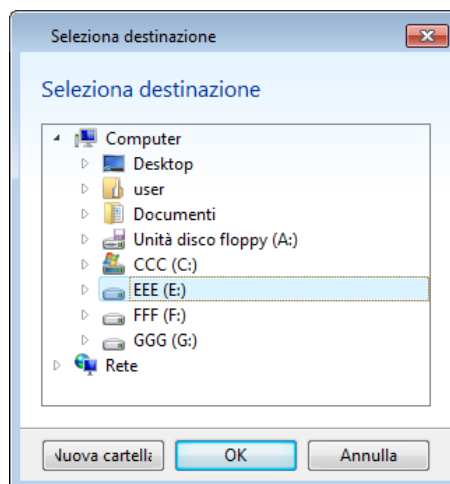 Seleziona destinazione
Seleziona destinazione
Computer
Desktop
user
Documenti
Unità disco floppy (A:)
CCC (C:)
EEE (E:)
FFF (F:)
GGG (G:)
Rete
Nuova cartella OK Annulla